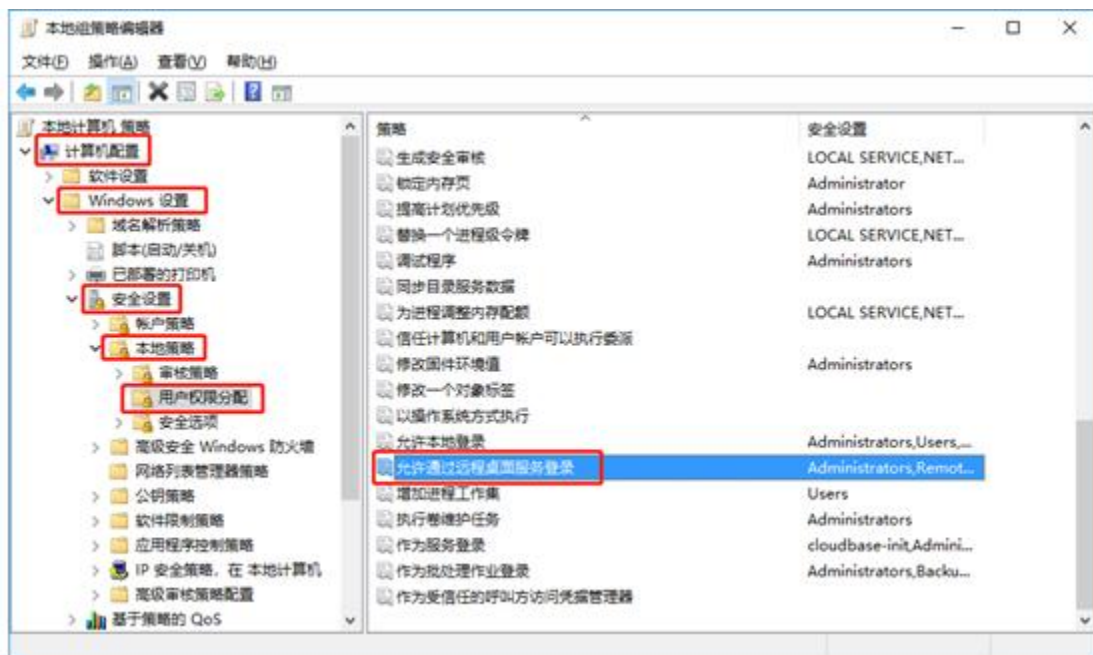 本地组策略编辑器
文件(F) 操作(A) 查看(V) 帮助(H)
本地计算机 策略
计算机配置
软件设置
Windows 设置
域名解析策略
脚本(启动/关机)
已部署的打印机
安全设置
帐户策略
本地策略
审核策略
用户权限分配
安全选项
高级安全 Windows 防火墙
网络列表管理器策略
公钥策略
软件限制策略
应用程序控制策略
IP 安全策略，在 本地计算机
高级审核策略配置
基于策略的 QoS
策略 安全设置
生成安全审核 LOCAL SERVICE,NET...
锁定内存页 Administrator
提高计划优先级 Administrators
替换一个进程级令牌 LOCAL SERVICE,NET...
调试程序 Administrators
同步目录服务数据
为进程调整内存配额 LOCAL SERVICE,NET...
信任计算机和用户帐户可以执行委派
修改固件环境值 Administrators
修改一个对象标签
以操作系统方式执行
允许本地登录 Administrators,Users,...
允许通过远程桌面服务登录 Administrators,Remot...
增加进程工作集 Users
执行卷维护任务 Administrators
作为服务登录 cloudbase-init,Admini...
作为批处理作业登录 Administrators,Backu...
作为受信任的呼叫方访问凭据管理器